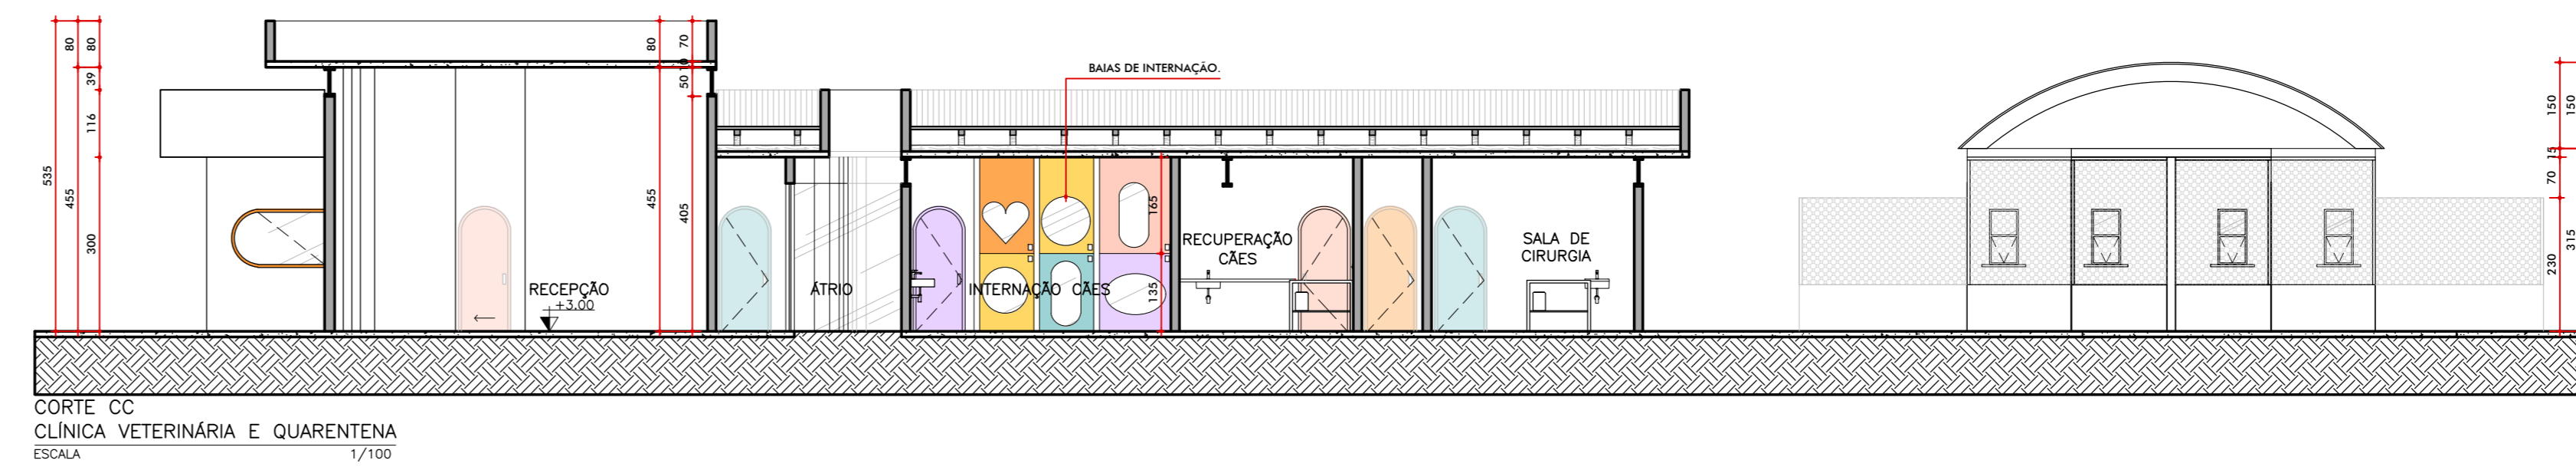 535
455
80
80
39
116
300
80
455
70
10
50
405
BAIAS DE INTERNAÇÃO.
165
135
RECEPÇÃO
+3.00
ÁTRIO
INTERNAÇÃO CÃES
RECUPERAÇÃO
CÃES
SALA DE
CIRURGIA
150
150
15
70
230
315
CORTE CC
CLÍNICA VETERINÁRIA E QUARENTENA
ESCALA 1/100